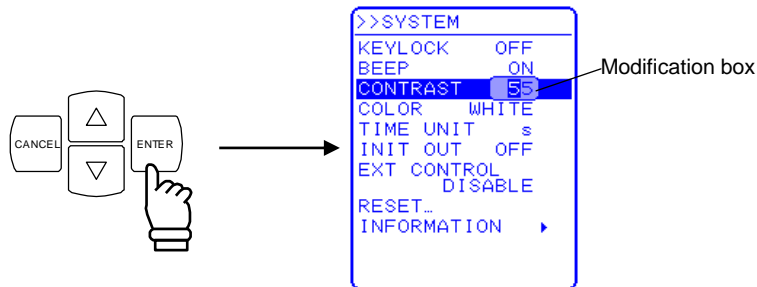 CANCEL
△
▽
ENTER
>>SYSTEM
KEYLOCK OFF
BEEP ON
CONTRAST 55
COLOR WHITE
TIME UNIT s
INIT OUT OFF
EXT CONTROL
DISABLE
RESET…
INFORMATION ▸
Modification box